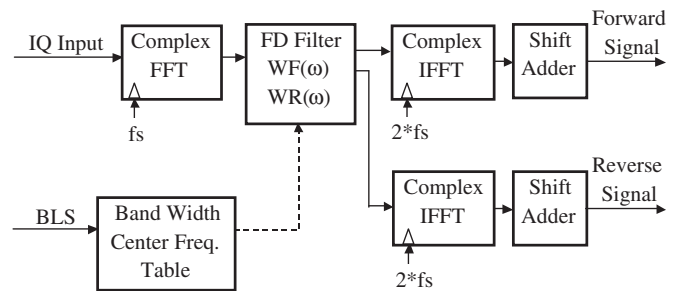 IQ Input
Complex
FFT
fs
FD Filter
WF(ω)
WR(ω)
Complex
IFFT
2*fs
Shift
Adder
Forward
Signal
BLS
Band Width
Center Freq.
Table
Complex
IFFT
2*fs
Shift
Adder
Reverse
Signal